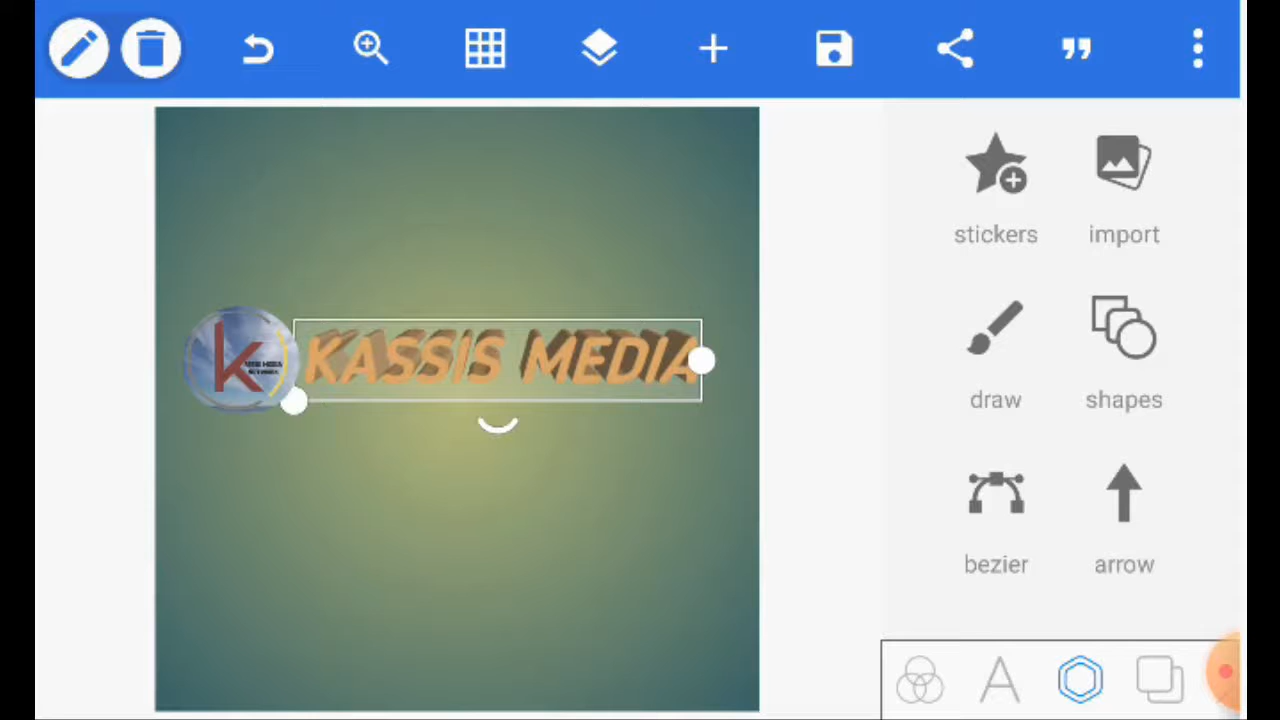 stickers import
k
KASSIS MEDIA
draw shapes
bezier arrow